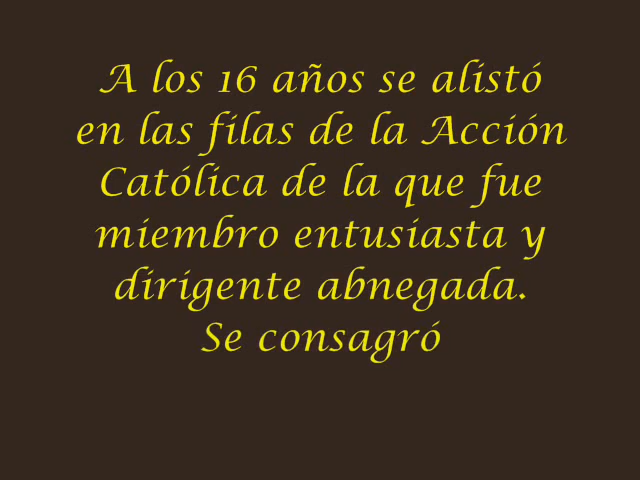 A los 16 años se alistó
en las filas de la Acción
Católica de la que fue
miembro entusiasta y
dirigente abnegada.
Se consagró